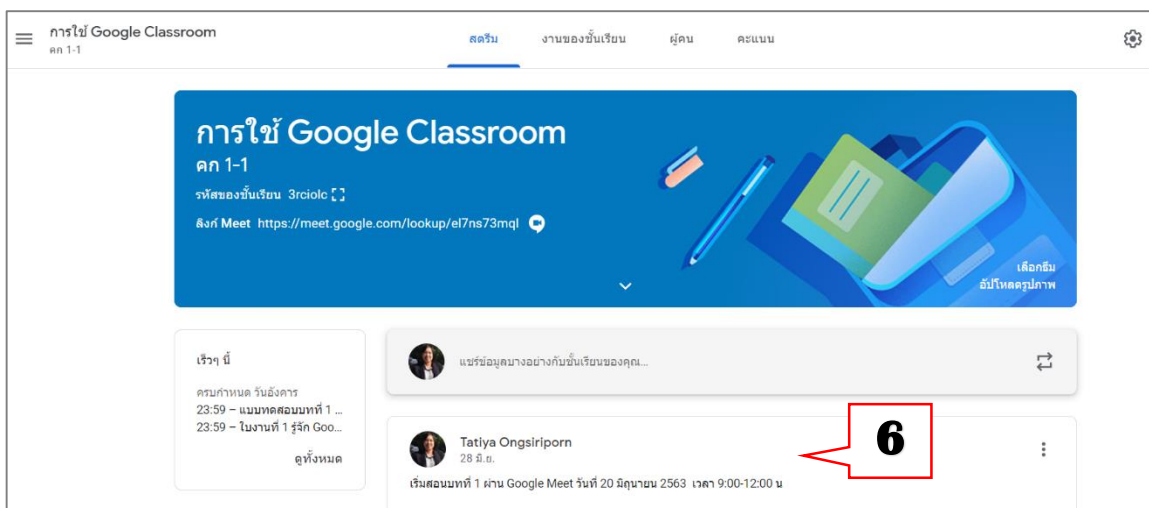 การใช้ Google Classroom
คก 1-1
สตรีม งานของชั้นเรียน ผู้คน คะแนน
การใช้ Google Classroom
คก 1-1
รหัสของชั้นเรียน 3rciolc
ลิงก์ Meet https://meet.google.com/lookup/el7ns73mql
เลือกธีม
อัปโหลดรูปภาพ
เร็วๆ นี้
ครบกำหนด วันอังคาร
23:59 – แบบทดสอบบทที่ 1 ...
23:59 – ใบงานที่ 1 รู้จัก Goo...
ดูทั้งหมด
แชร์ข้อมูลบางอย่างกับชั้นเรียนของคุณ...
Tatiya Ongsiriporn
28 มิ.ย.
6
เริ่มสอนบทที่ 1 ผ่าน Google Meet วันที่ 20 มิถุนายน 2563 เวลา 9:00-12:00 น